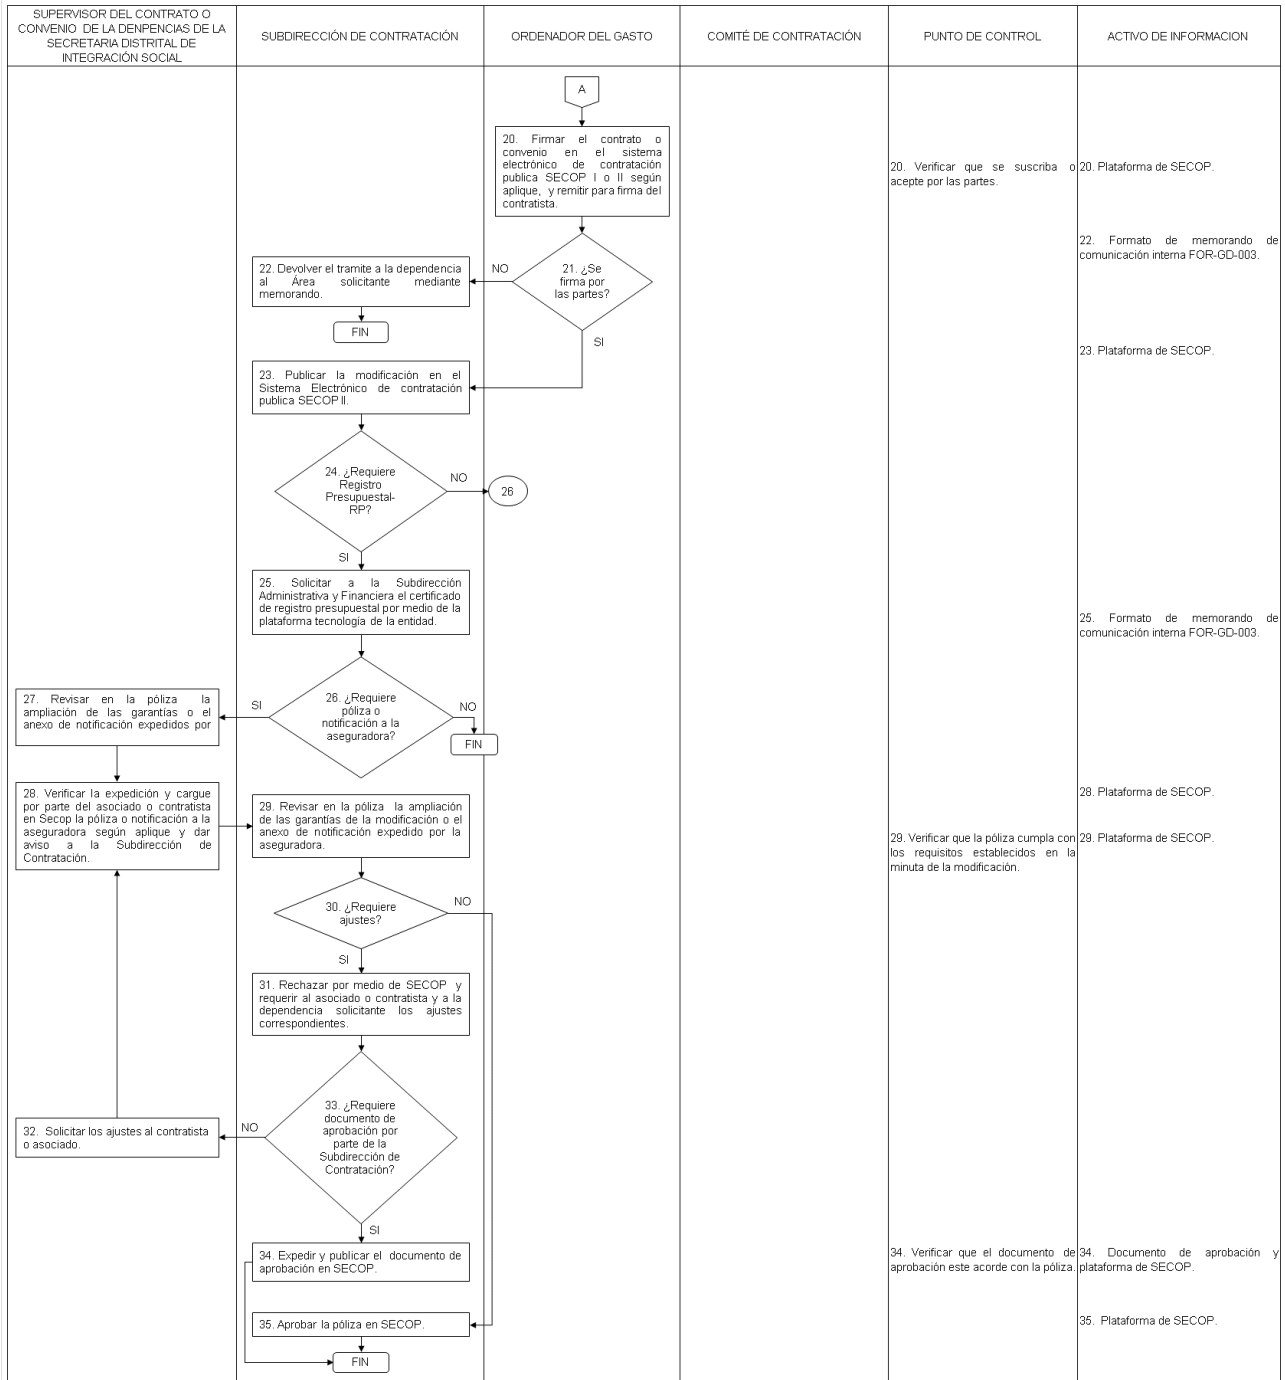 SUPERVISOR DEL CONTRATO O
CONVENIO DE LA DENPENCIAS DE LA
SECRETARIA DISTRITAL DE
INTEGRACIÓN SOCIAL
SUBDIRECCIÓN DE CONTRATACIÓN
ORDENADOR DEL GASTO
COMITÉ DE CONTRATACIÓN
PUNTO DE CONTROL
ACTIVO DE INFORMACION
A
20. Firmar el contrato o
convenio en el sistema
electrónico de contratación
publica SECOP I o II según
aplique, y remitir para firma del
contratista.
20. Verificar que se suscriba o
acepte por las partes.
20. Plataforma de SECOP.
21. ¿Se
firma por
las partes?
NO
22. Devolver el tramite a la dependencia
al Área solicitante mediante
memorando.
22. Formato de memorando de
comunicación interna FOR-GD-003.
FIN
SI
23. Publicar la modificación en el
Sistema Electrónico de contratación
publica SECOP II.
23. Plataforma de SECOP.
24. ¿Requiere
Registro
Presupuestal-
RP?
NO
26
SI
25. Solicitar a la Subdirección
Administrativa y Financiera el certificado
de registro presupuestal por medio de la
plataforma tecnología de la entidad.
25. Formato de memorando de
comunicación interna FOR-GD-003.
26. ¿Requiere
póliza o
notificación a la
aseguradora?
NO
FIN
SI
27. Revisar en la póliza la
ampliación de las garantías o el
anexo de notificación expedidos por
28. Verificar la expedición y cargue
por parte del asociado o contratista
en Secop la póliza o notificación a la
aseguradora según aplique y dar
aviso a la Subdirección de
Contratación.
28. Plataforma de SECOP.
29. Revisar en la póliza la ampliación
de las garantías de la modificación o el
anexo de notificación expedido por la
aseguradora.
29. Verificar que la póliza cumpla con
los requisitos establecidos en la
minuta de la modificación.
29. Plataforma de SECOP.
30. ¿Requiere
ajustes?
NO
SI
31. Rechazar por medio de SECOP y
requerir al asociado o contratista y a la
dependencia solicitante los ajustes
correspondientes.
33. ¿Requiere
documento de
aprobación por
parte de la
Subdirección de
Contratación?
NO
32. Solicitar los ajustes al contratista
o asociado.
SI
34. Expedir y publicar el documento de
aprobación en SECOP.
34. Verificar que el documento de
aprobación este acorde con la póliza.
34. Documento de aprobación y
plataforma de SECOP.
35. Aprobar la póliza en SECOP.
35. Plataforma de SECOP.
FIN